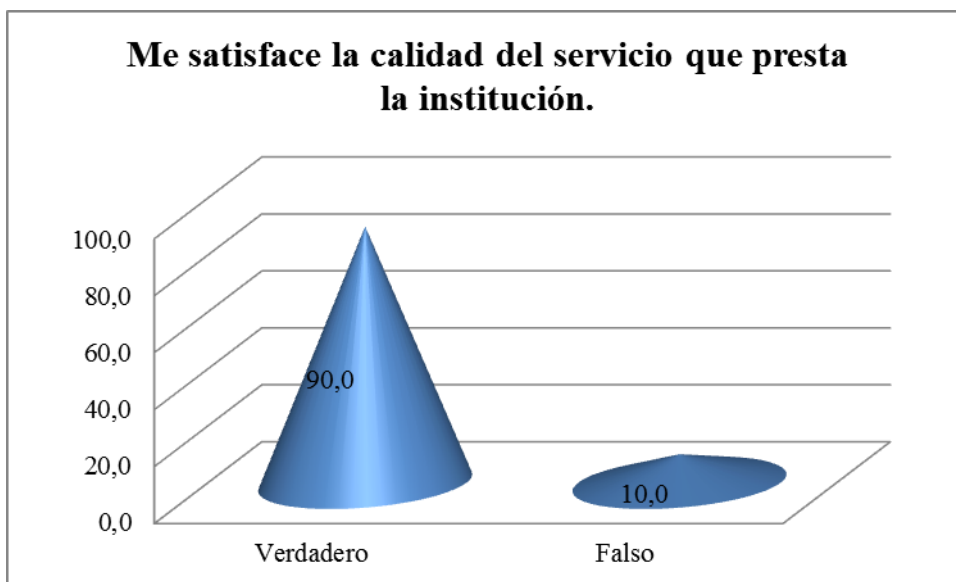 Me satisface la calidad del servicio que presta
la institución.
100,0
80,0
60,0
40,0
20,0
0,0
90,0
10,0
Verdadero
Falso